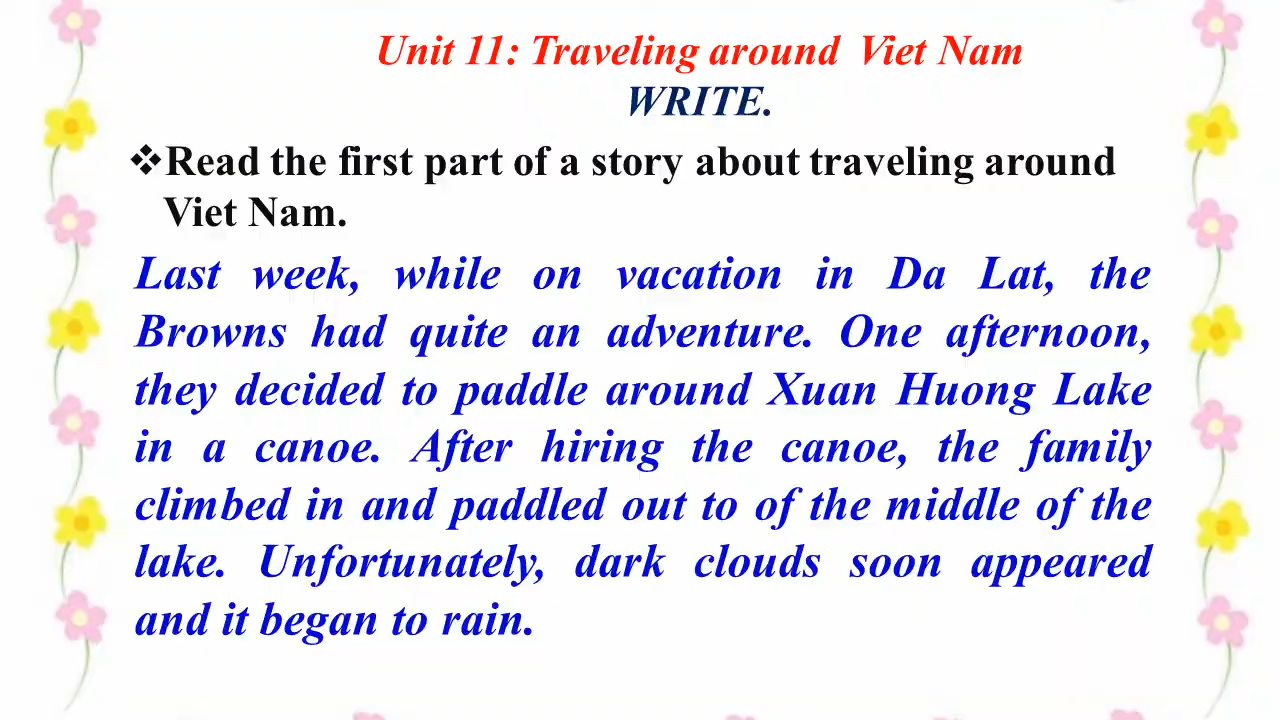 Unit 11: Traveling around Viet Nam
WRITE.
❖Read the first part of a story about traveling around
Viet Nam.
Last week, while on vacation in Da Lat, the
Browns had quite an adventure. One afternoon,
they decided to paddle around Xuan Huong Lake
in a canoe. After hiring the canoe, the family
climbed in and paddled out to of the middle of the
lake. Unfortunately, dark clouds soon appeared
and it began to rain.